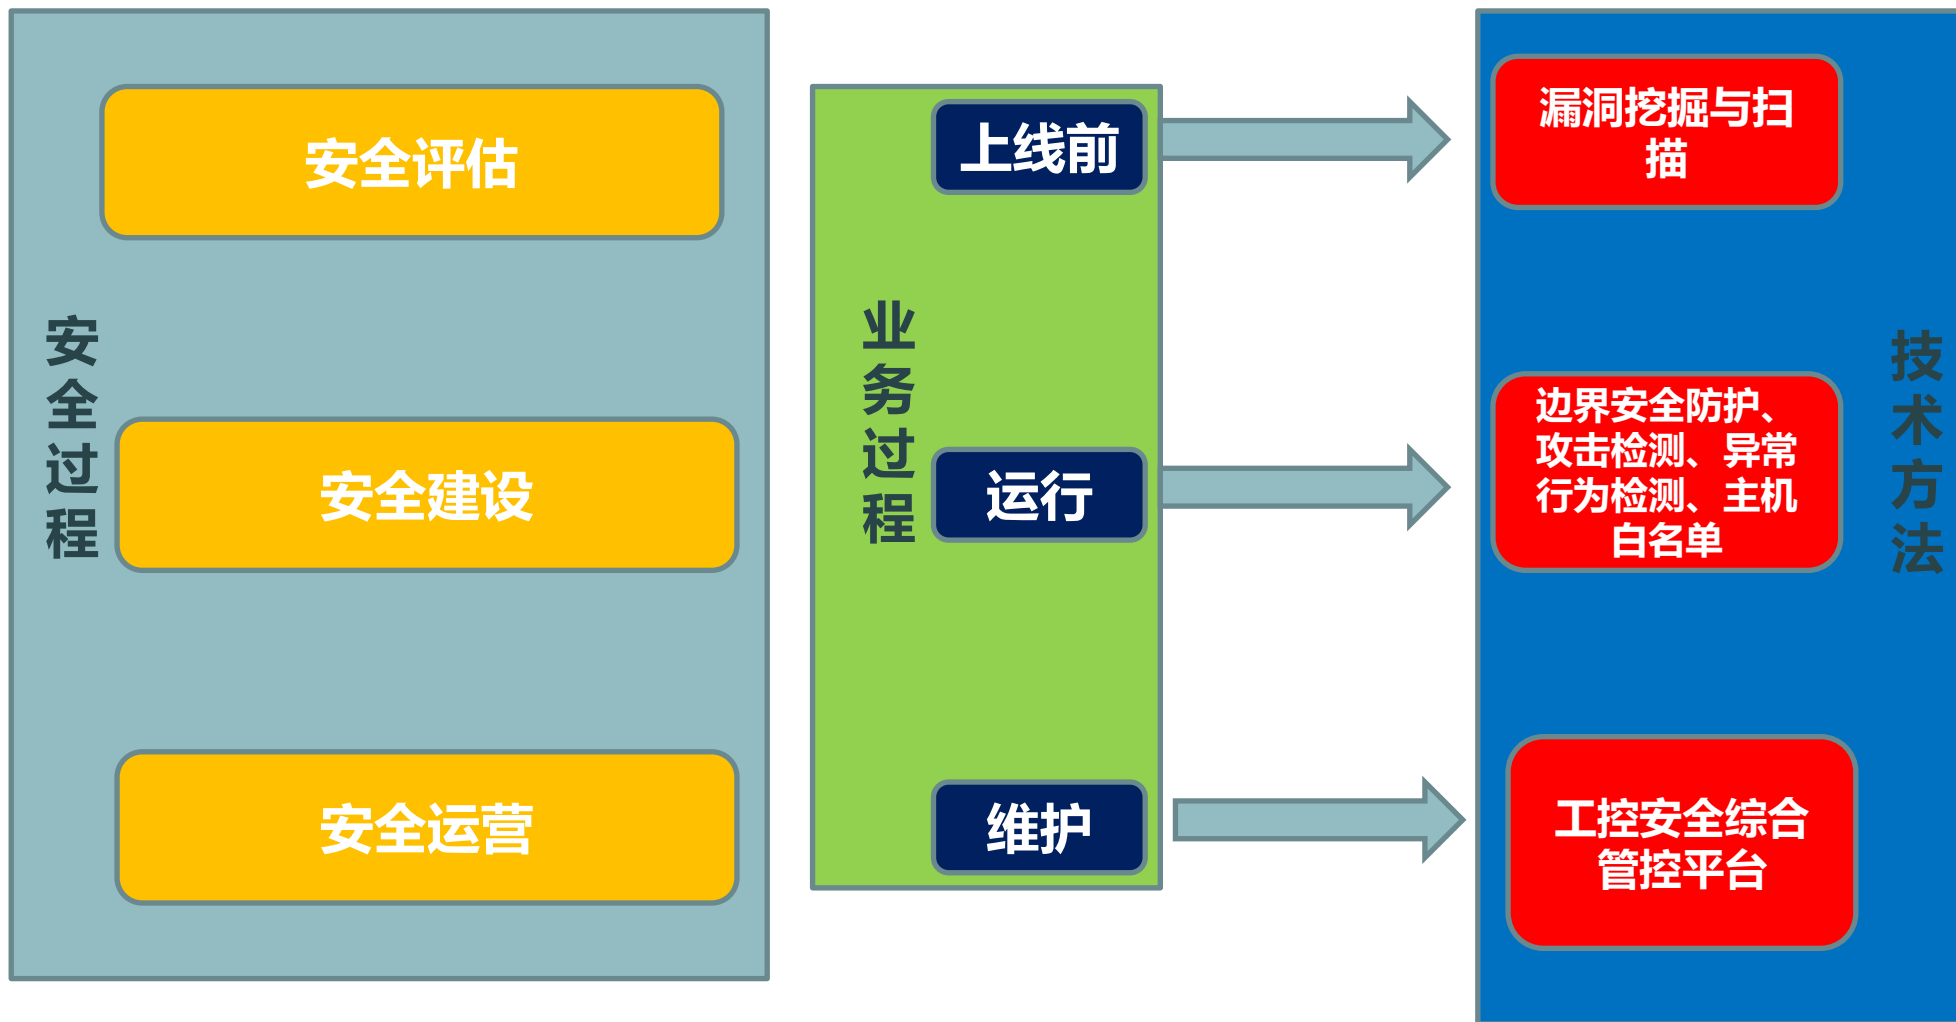 安全过程
安全评估
安全建设
安全运营
业务过程
上线前
运行
维护
漏洞挖掘与扫
描
边界安全防护、
攻击检测、异常
行为检测、主机
白名单
工控安全综合
管控平台
技术方法